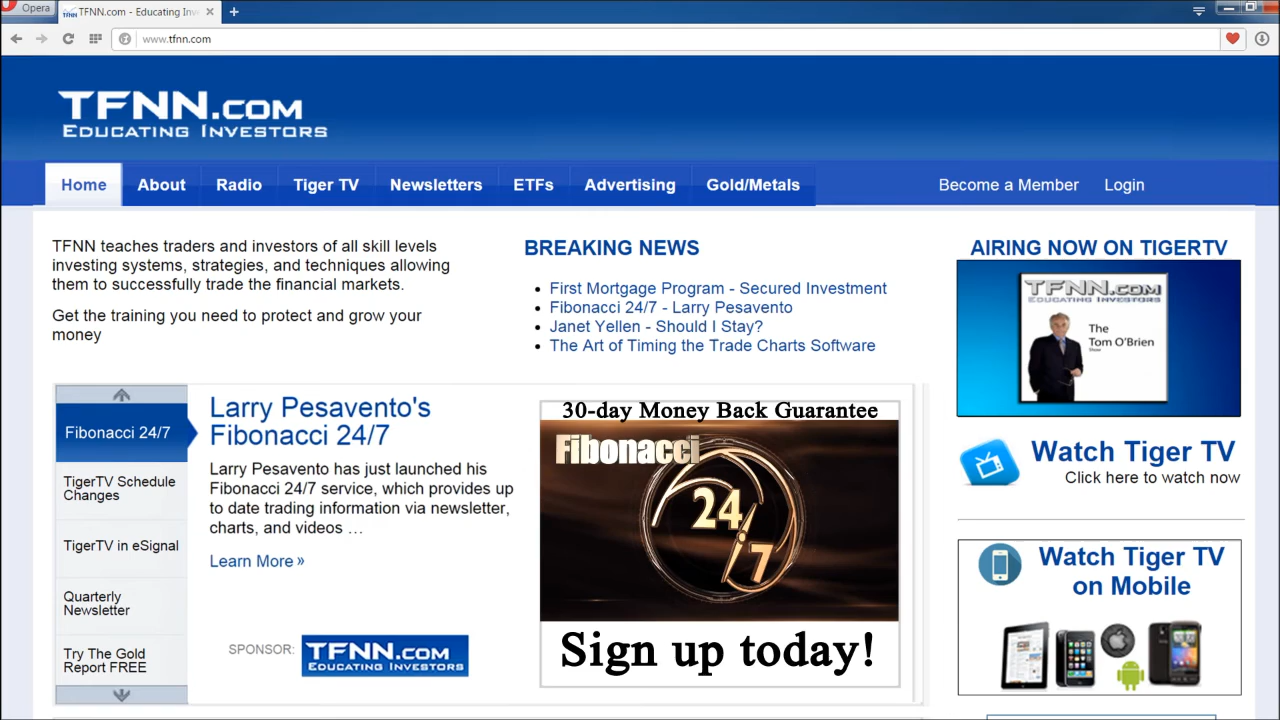 Opera
TFNN.com - Educating Inv
www.tfnn.com
TFNN.COM
EDUCATING INVESTORS
Home
About
Radio
Tiger TV
Newsletters
ETFs
Advertising
Gold/Metals
Become a Member
Login
TFNN teaches traders and investors of all skill levels
investing systems, strategies, and techniques allowing
them to successfully trade the financial markets.
Get the training you need to protect and grow your
money
BREAKING NEWS
First Mortgage Program - Secured Investment
Fibonacci 24/7 - Larry Pesavento
Janet Yellen - Should I Stay?
The Art of Timing the Trade Charts Software
AIRING NOW ON TIGERTV
TFNN.COM
EDUCATING INVESTORS
The
Tom O'Brien
Show
Watch Tiger TV
Click here to watch now
Watch Tiger TV
on Mobile
Fibonacci 24/7
TigerTV Schedule
Changes
TigerTV in eSignal
Quarterly
Newsletter
Try The Gold
Report FREE
Larry Pesavento's
Fibonacci 24/7
Larry Pesavento has just launched his
Fibonacci 24/7 service, which provides up
to date trading information via newsletter,
charts, and videos …
Learn More »
SPONSOR:
TFNN.COM
EDUCATING INVESTORS
30-day Money Back Guarantee
Fibonacci
24
7
Sign up today!